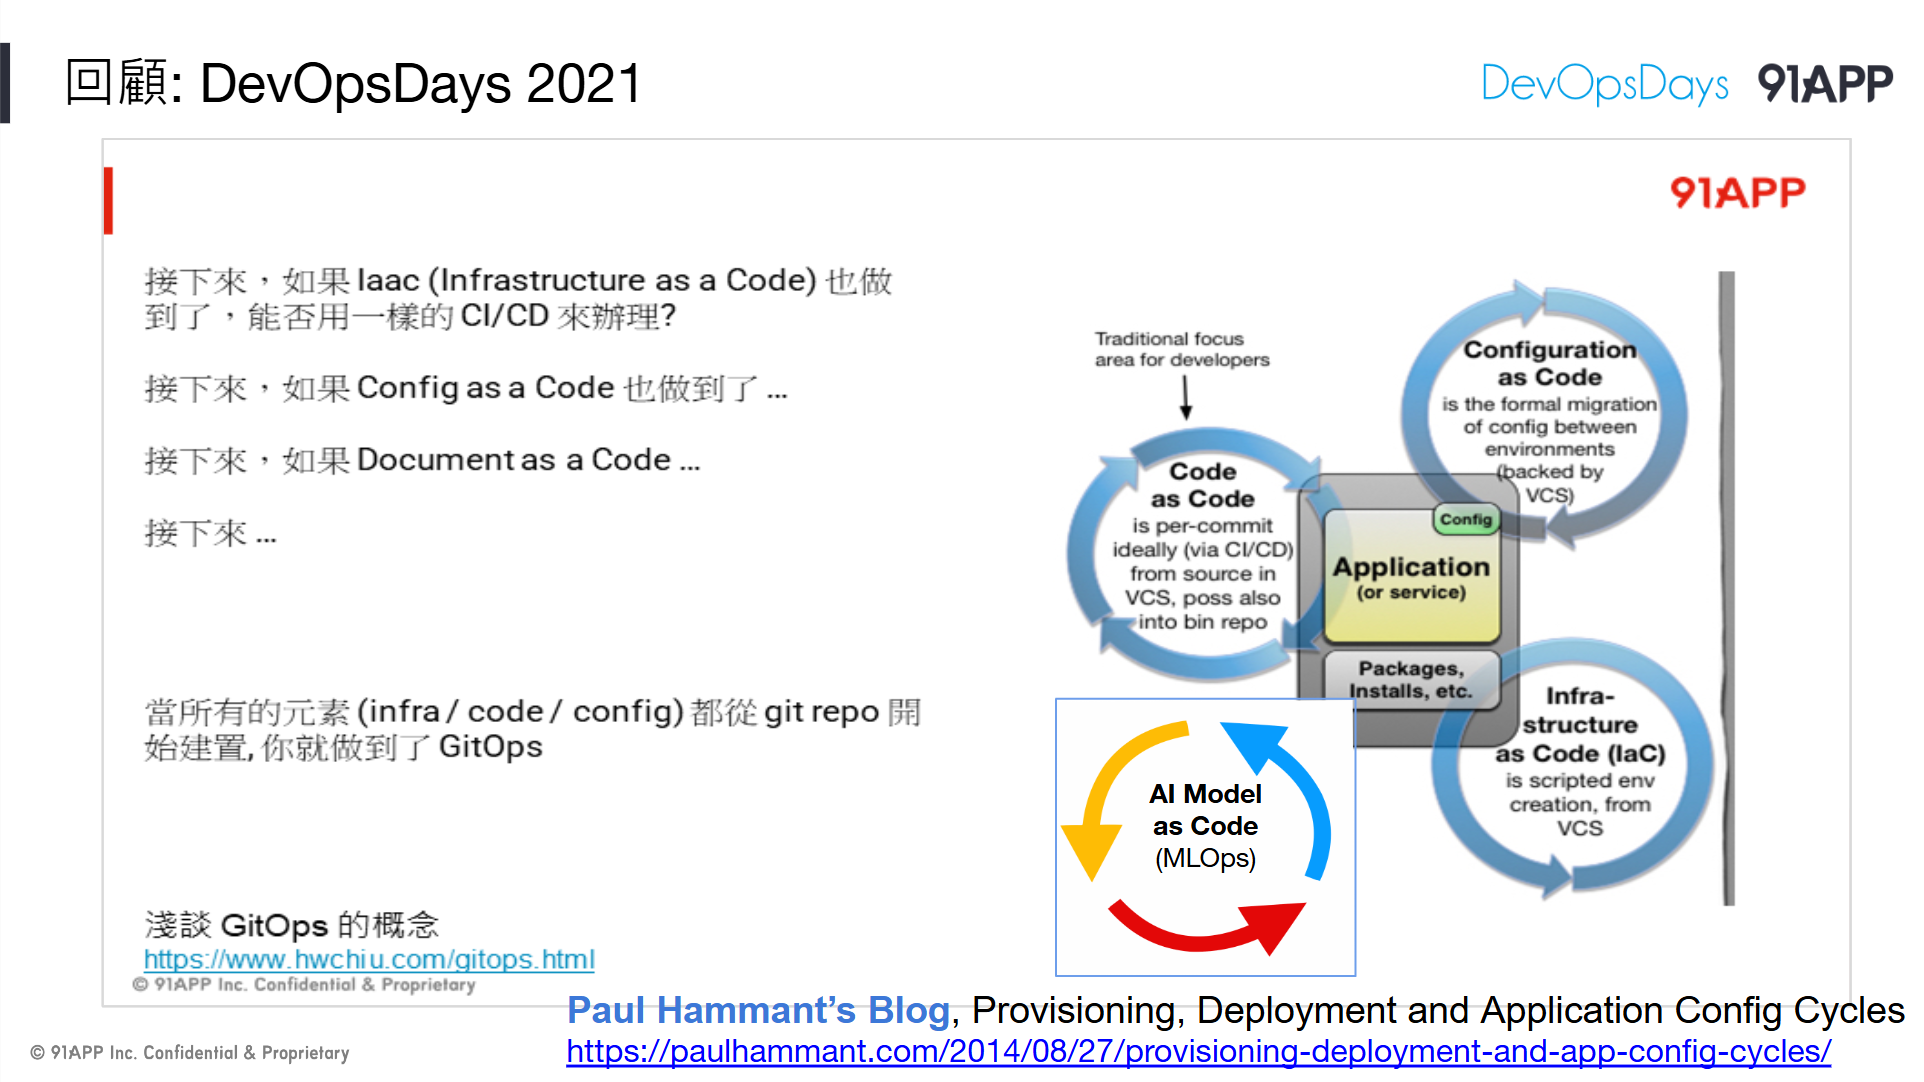 回顧: DevOpsDays 2021
DevOpsDays 91APP
91APP
接下來，如果 Iaac (Infrastructure as a Code) 也做
到了，能否用一樣的 CI/CD 來辦理?
接下來，如果 Config as a Code 也做到了 ...
接下來，如果 Document as a Code ...
接下來 ...
當所有的元素 (infra / code / config) 都從 git repo 開
始建置, 你就做到了 GitOps
淺談 GitOps 的概念
https://www.hwchiu.com/gitops.html
© 91APP Inc. Confidential & Proprietary
Traditional focus
area for developers
Code
as Code
is per-commit
ideally (via CI/CD)
from source in
VCS, poss also
into bin repo
Configuration
as Code
is the formal migration
of config between
environments
(backed by
VCS)
Config
Application
(or service)
Packages,
Installs, etc.
Infra-
structure
as Code (IaC)
is scripted env
creation, from
VCS
AI Model
as Code
(MLOps)
Paul Hammant’s Blog, Provisioning, Deployment and Application Config Cycles
https://paulhammant.com/2014/08/27/provisioning-deployment-and-app-config-cycles/
© 91APP Inc. Confidential & Proprietary